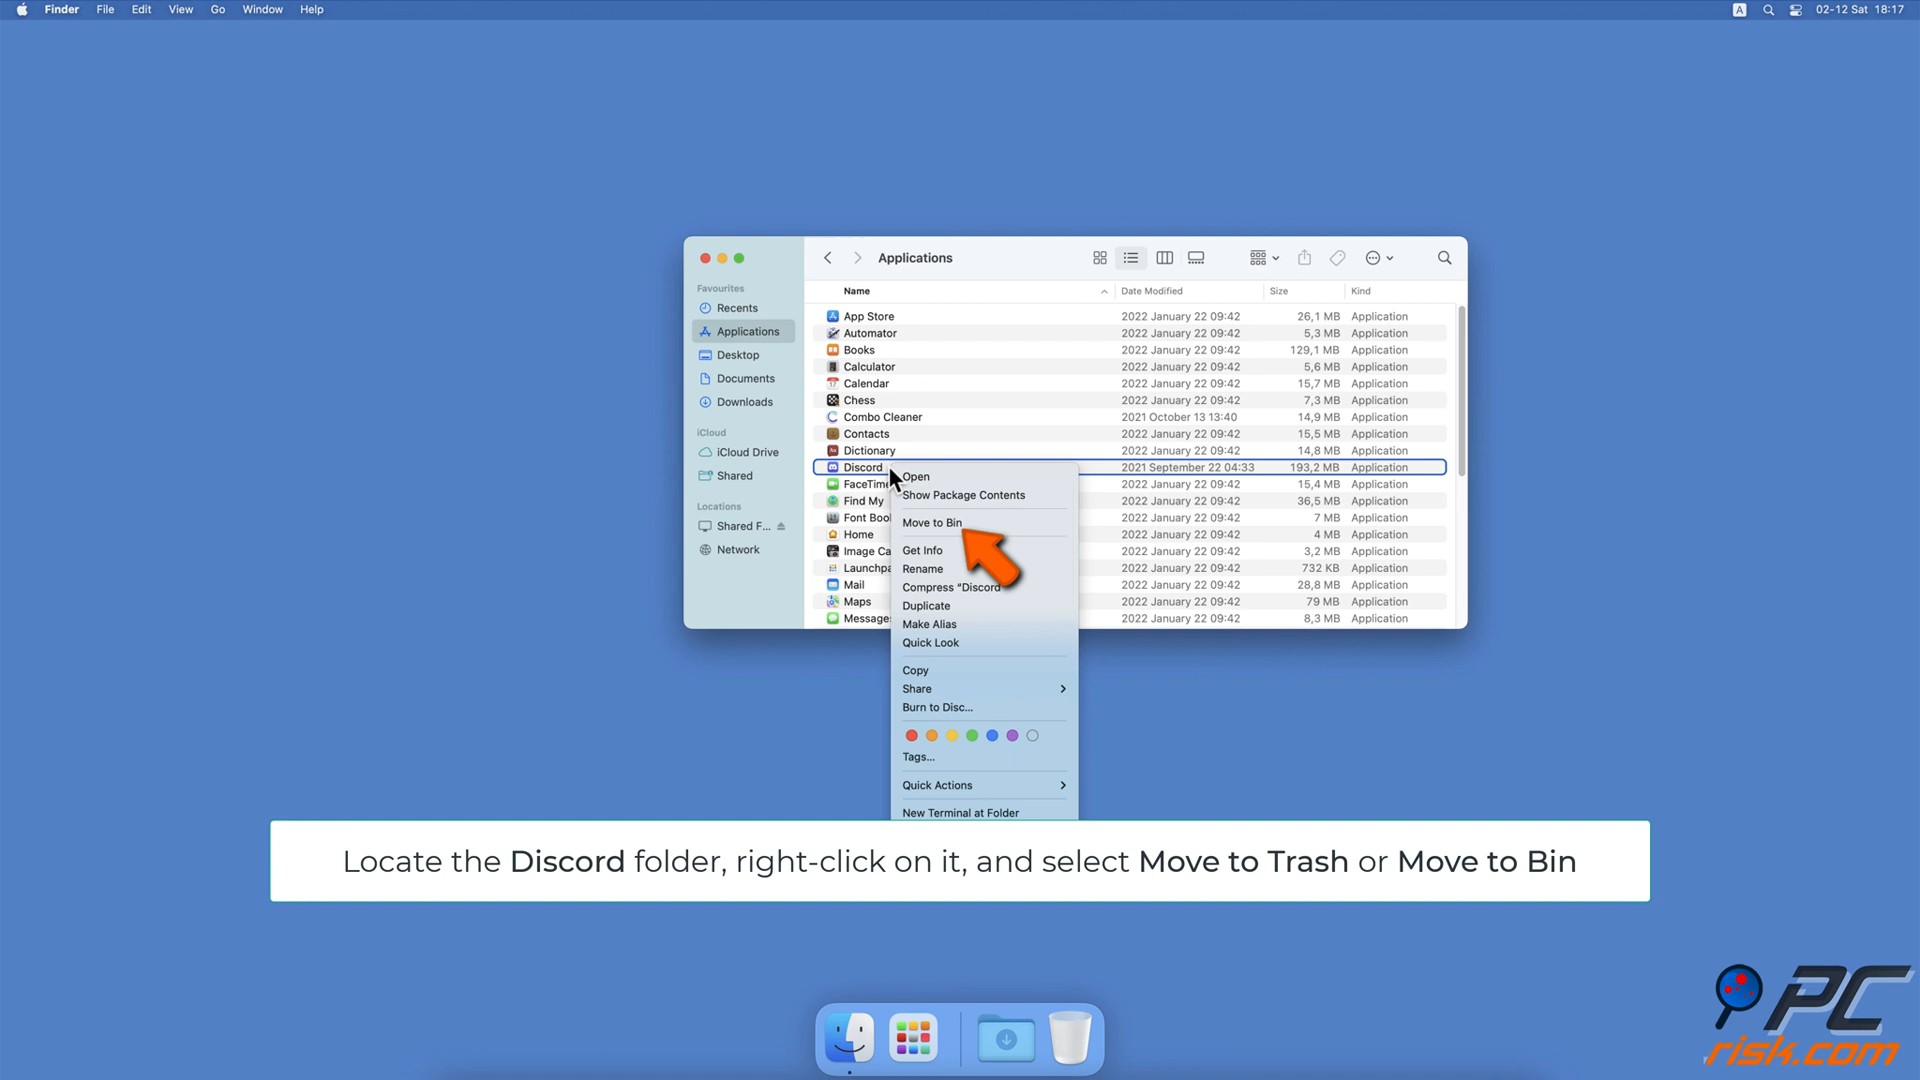 Finder File Edit View Go Window Help
A 02-12 Sat 18:17
Applications
Favourites
Recents
Applications
Desktop
Documents
Downloads
iCloud
iCloud Drive
Shared
Locations
Shared F...
Network
Name Date Modified Size Kind
App Store 2022 January 22 09:42 26,1 MB Application
Automator 2022 January 22 09:42 5,3 MB Application
Books 2022 January 22 09:42 129,1 MB Application
Calculator 2022 January 22 09:42 5,6 MB Application
Calendar 2022 January 22 09:42 15,7 MB Application
Chess 2022 January 22 09:42 7,3 MB Application
Combo Cleaner 2021 October 13 13:40 14,9 MB Application
Contacts 2022 January 22 09:42 15,5 MB Application
Dictionary 2022 January 22 09:42 14,8 MB Application
Discord 2021 September 22 04:33 193,2 MB Application
FaceTime 2022 January 22 09:42 15,4 MB Application
Find My 2022 January 22 09:42 36,5 MB Application
Font Boo 2022 January 22 09:42 7 MB Application
Home 2022 January 22 09:42 4 MB Application
Image Ca 2022 January 22 09:42 3,2 MB Application
Launchpa 2022 January 22 09:42 732 KB Application
Mail 2022 January 22 09:42 28,8 MB Application
Maps 2022 January 22 09:42 79 MB Application
Messages 2022 January 22 09:42 8,3 MB Application
Open
Show Package Contents
Move to Bin
Get Info
Rename
Compress “Discord
Duplicate
Make Alias
Quick Look
Copy
Share
Burn to Disc...
Tags...
Quick Actions
New Terminal at Folder
Locate the Discord folder, right-click on it, and select Move to Trash or Move to Bin
PC
risk.com